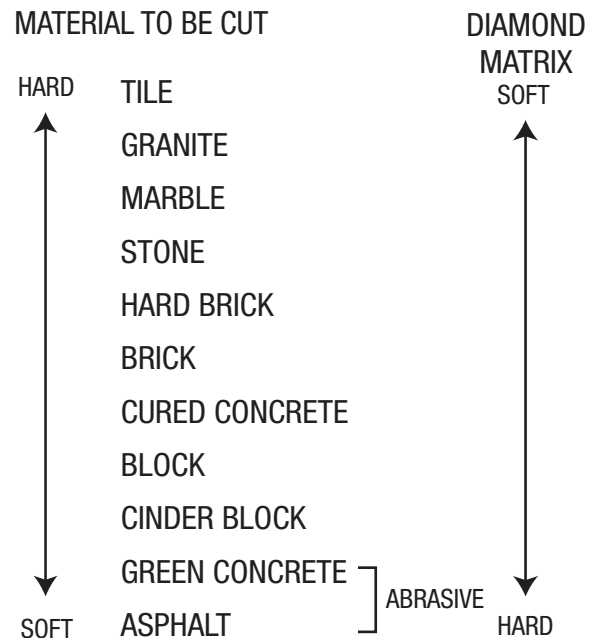 MATERIAL TO BE CUT
DIAMOND
MATRIX
HARD
SOFT
TILE
GRANITE
MARBLE
STONE
HARD BRICK
BRICK
CURED CONCRETE
BLOCK
CINDER BLOCK
GREEN CONCRETE
ABRASIVE
SOFT
ASPHALT
HARD